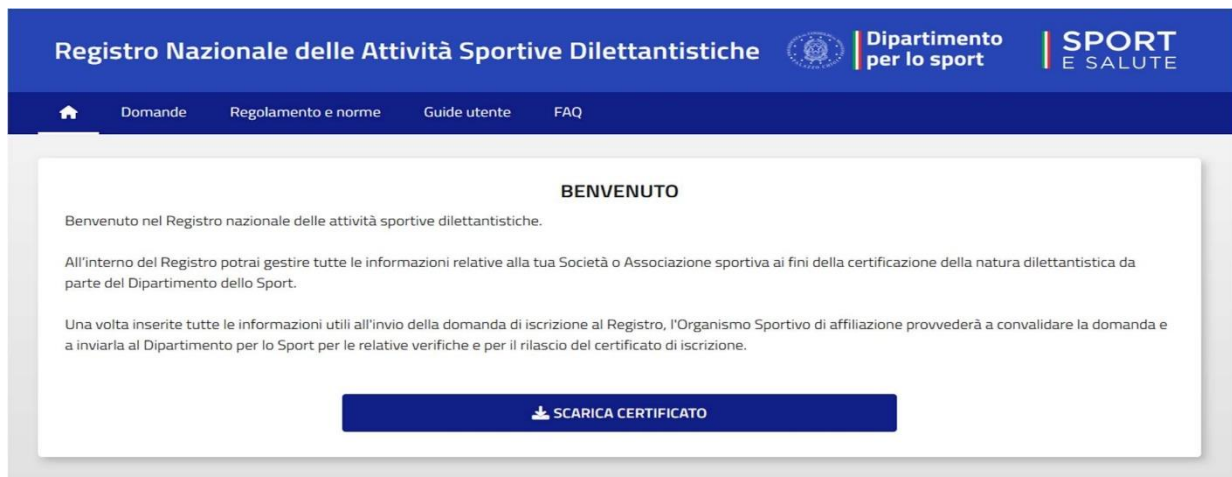 Registro Nazionale delle Attività Sportive Dilettantistiche
Dipartimento
per lo sport
SPORT
E SALUTE
Domande
Regolamento e norme
Guide utente
FAQ
BENVENUTO
Benvenuto nel Registro nazionale delle attività sportive dilettantistiche.
All'interno del Registro potrai gestire tutte le informazioni relative alla tua Società o Associazione sportiva ai fini della certificazione della natura dilettantistica da
parte del Dipartimento dello Sport.
Una volta inserite tutte le informazioni utili all'invio della domanda di iscrizione al Registro, l'Organismo Sportivo di affiliazione provvederà a convalidare la domanda e
a inviarla al Dipartimento per lo Sport per le relative verifiche e per il rilascio del certificato di iscrizione.
SCARICA CERTIFICATO